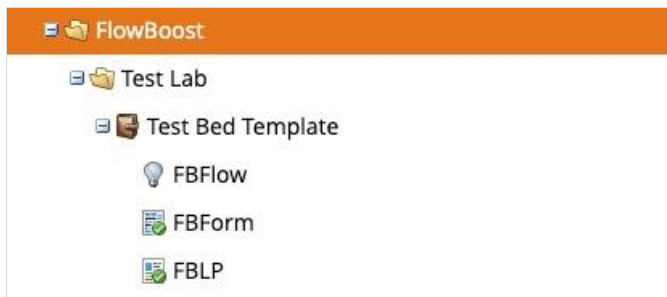 FlowBoost
Test Lab
Test Bed Template
FBFlow
FBForm
FBLP